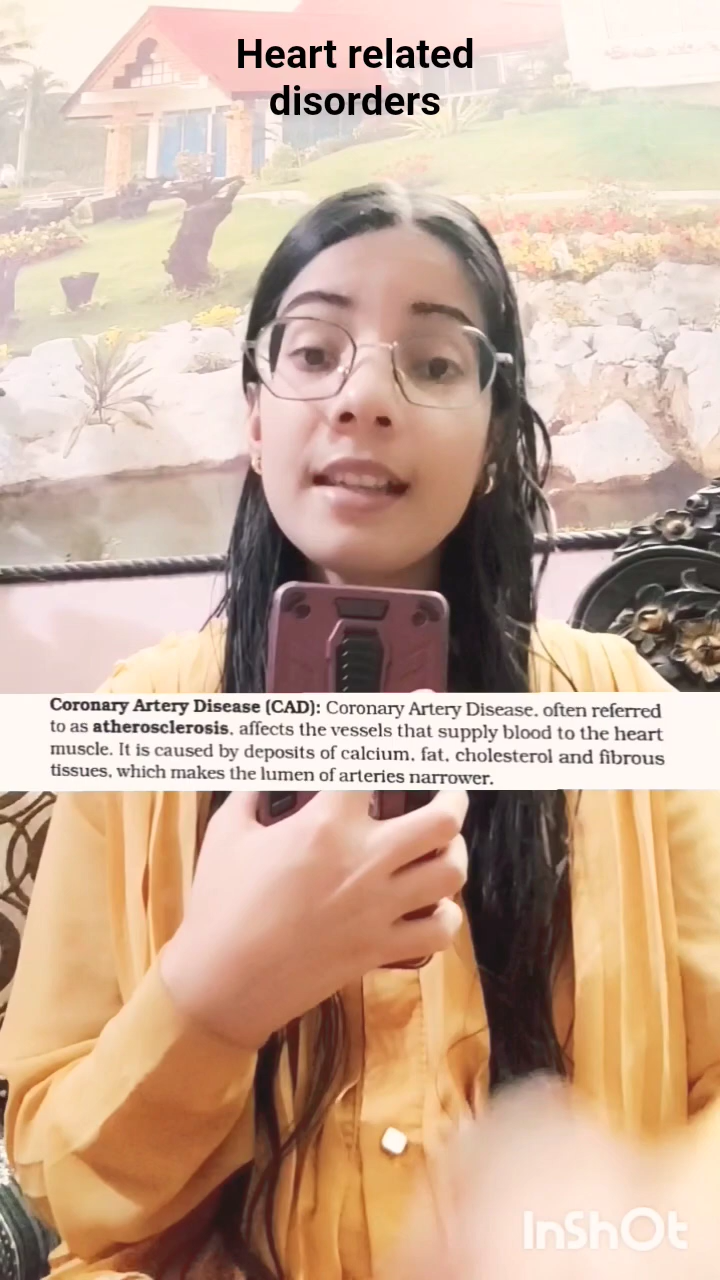 Heart related
disorders
Coronary Artery Disease (CAD): Coronary Artery Disease, often referred
to as atherosclerosis, affects the vessels that supply blood to the heart
muscle. It is caused by deposits of calcium, fat, cholesterol and fibrous
tissues, which makes the lumen of arteries narrower.
InShOt